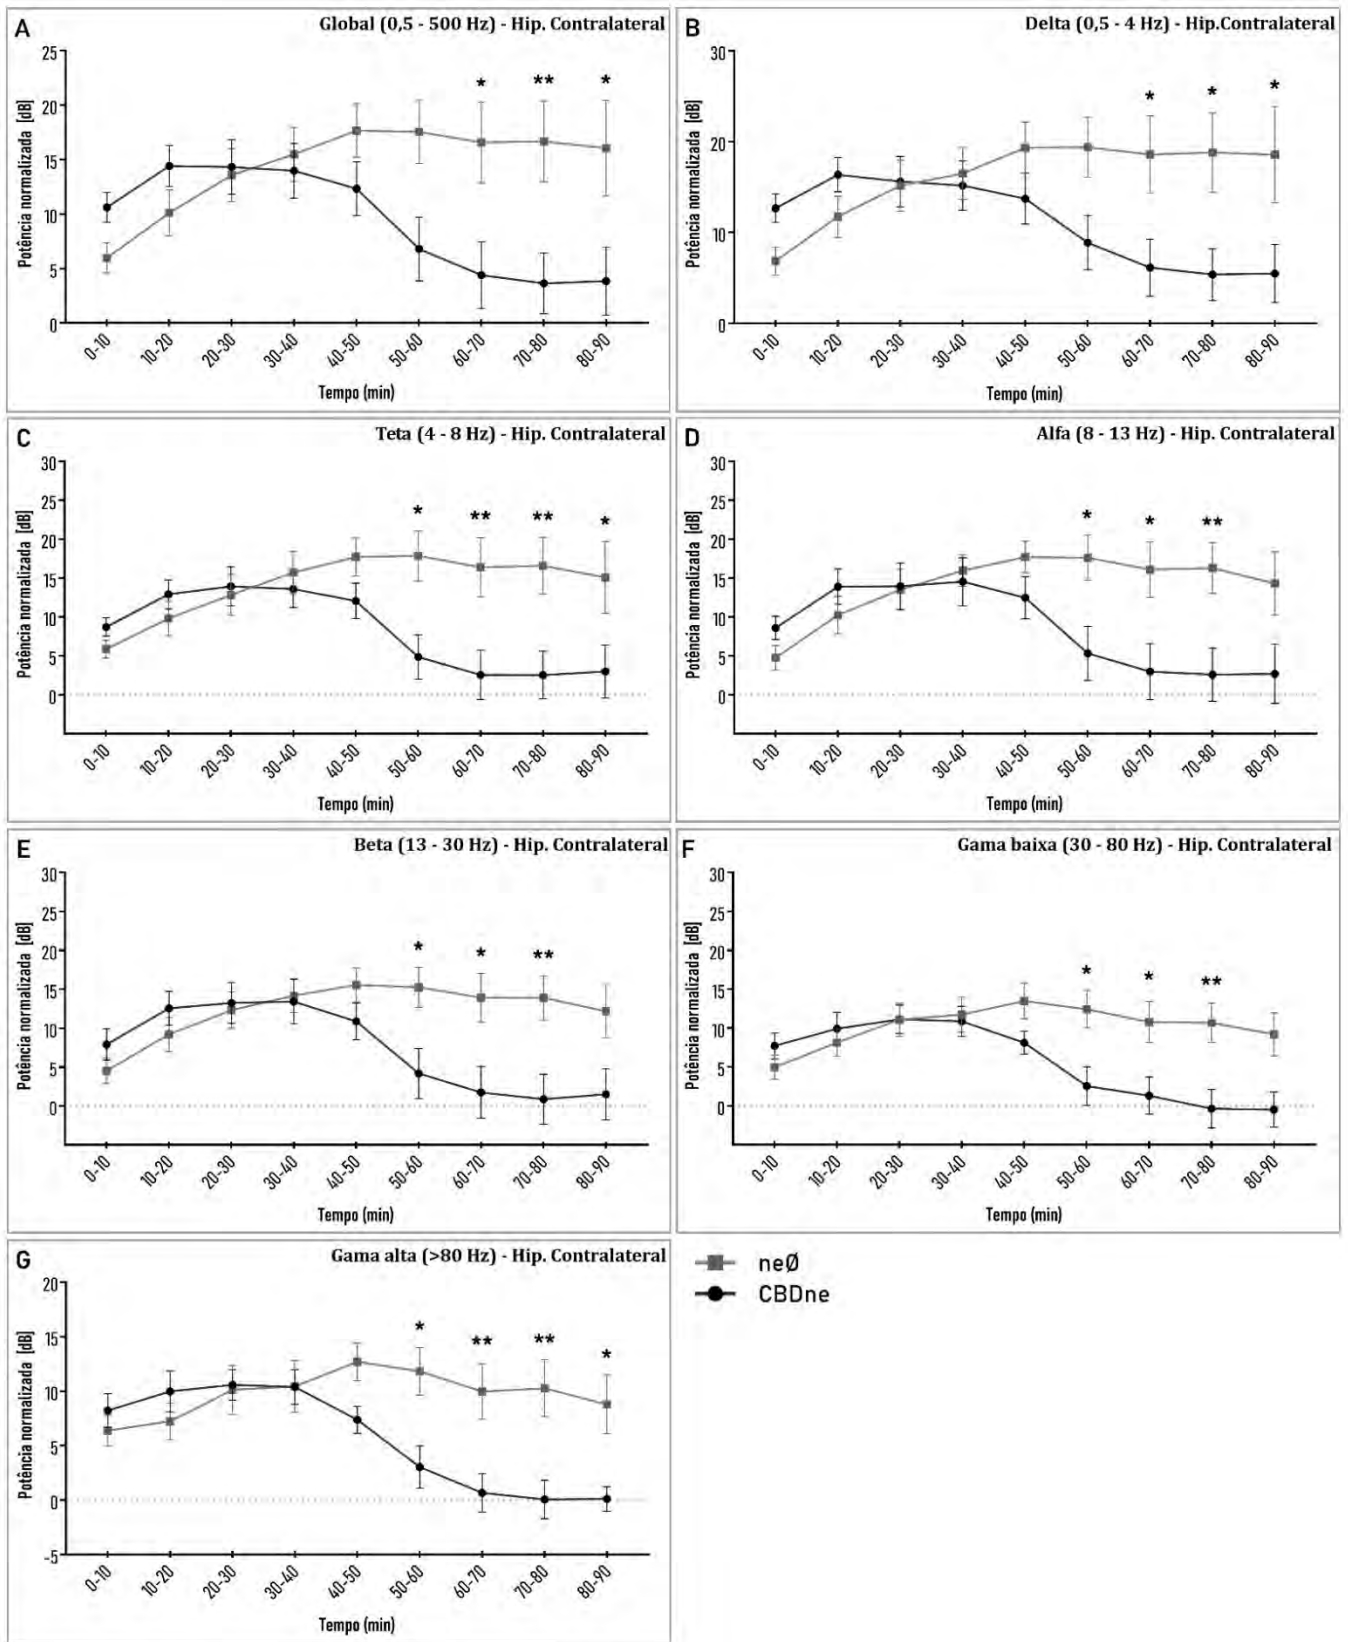 A
Global (0,5 - 500 Hz) - Hip. Contralateral
Potência normalizada [dB]
25
20
15
10
5
0
* ** *
0-10 10-20 20-30 30-40 40-50 50-60 60-70 70-80 80-90
Tempo (min)
B
Delta (0,5 - 4 Hz) - Hip.Contralateral
Potência normalizada [dB]
30
20
10
0
* * *
0-10 10-20 20-30 30-40 40-50 50-60 60-70 70-80 80-90
Tempo (min)
C
Teta (4 - 8 Hz) - Hip. Contralateral
Potência normalizada [dB]
30
25
20
15
10
5
0
* ** ** *
0-10 10-20 20-30 30-40 40-50 50-60 60-70 70-80 80-90
Tempo (min)
D
Alfa (8 - 13 Hz) - Hip. Contralateral
Potência normalizada [dB]
30
25
20
15
10
5
0
* * **
0-10 10-20 20-30 30-40 40-50 50-60 60-70 70-80 80-90
Tempo (min)
E
Beta (13 - 30 Hz) - Hip. Contralateral
Potência normalizada [dB]
30
25
20
15
10
5
0
* * **
0-10 10-20 20-30 30-40 40-50 50-60 60-70 70-80 80-90
Tempo (min)
F
Gama baixa (30 - 80 Hz) - Hip. Contralateral
Potência normalizada [dB]
30
25
20
15
10
5
0
* * **
0-10 10-20 20-30 30-40 40-50 50-60 60-70 70-80 80-90
Tempo (min)
G
Gama alta (>80 Hz) - Hip. Contralateral
Potência normalizada [dB]
20
15
10
5
0
-5
* ** ** *
0-10 10-20 20-30 30-40 40-50 50-60 60-70 70-80 80-90
Tempo (min)
neØ
CBDne